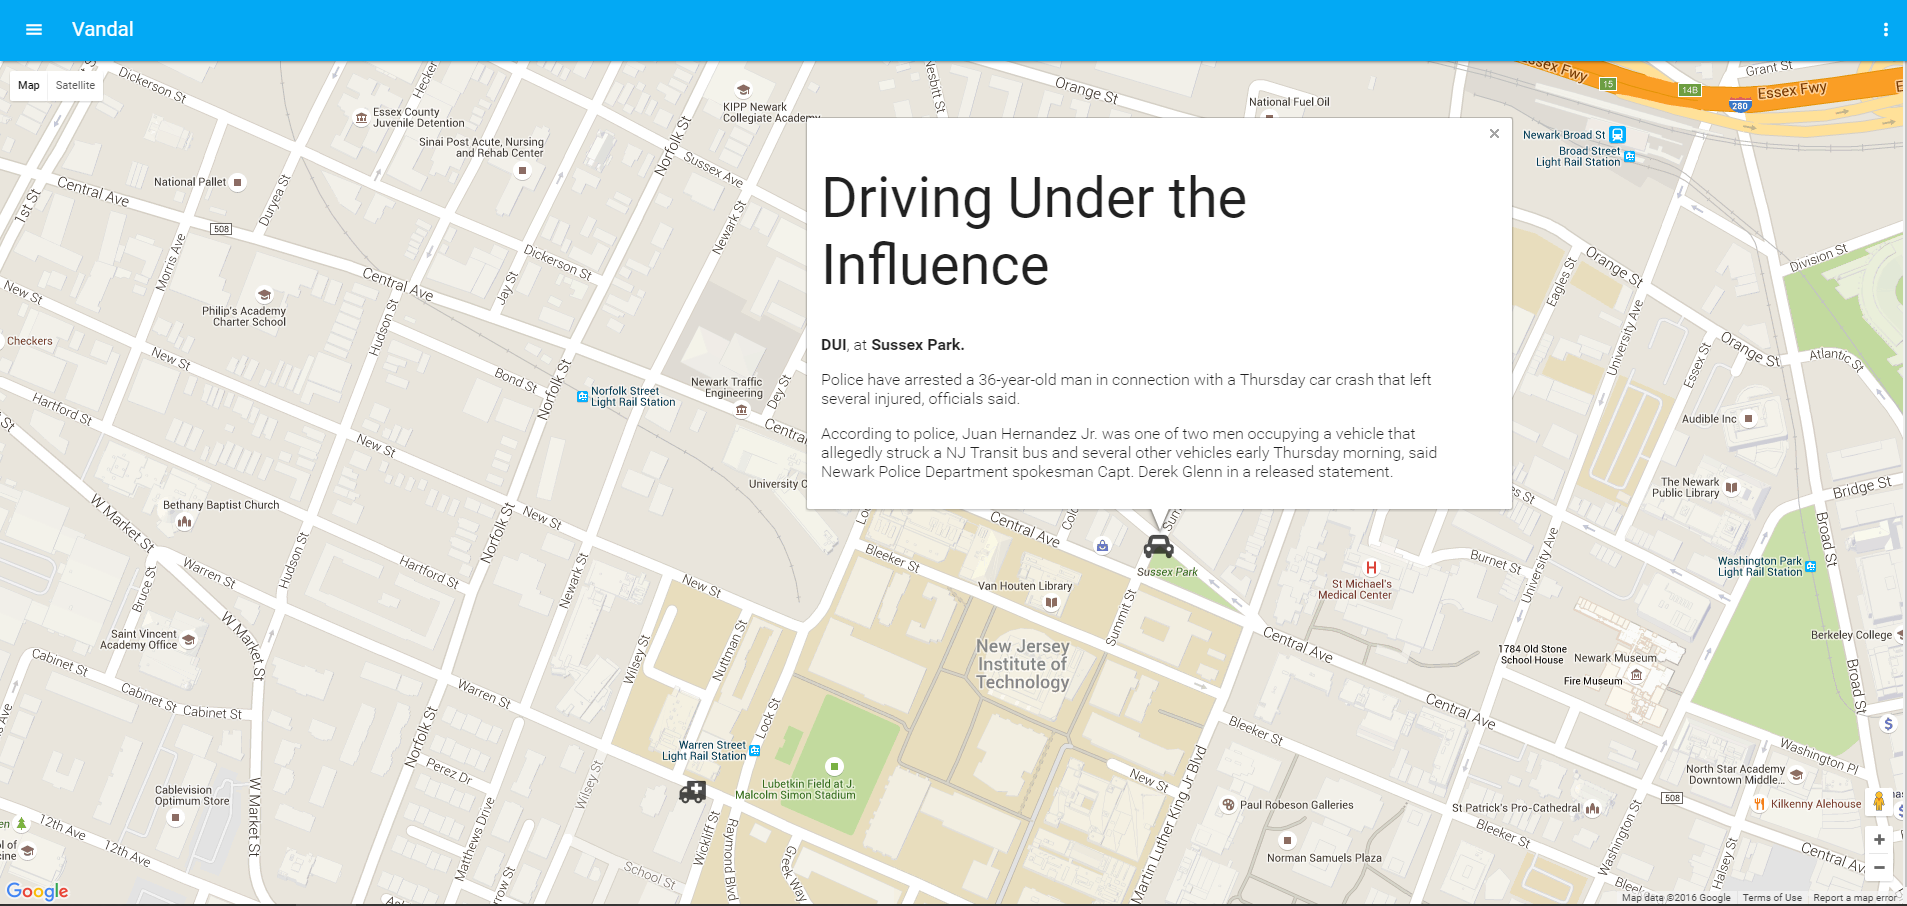 Vandal
Map
Satellite
Dickerson St
Hecker
Essex County
Juvenile Detention
KIPP Newark
Collegiate Academy
Nesbitt St
Orange St
National Fuel Oil
Essex Fwy
15
14B
280
Essex Fwy
Grant St
Newark Broad St
Broad Street
Light Rail Station
Sinai Post Acute, Nursing
and Rehab Center
Norfolk St
Sussex Ave
National Pallet
Central Ave
Duryea St
1st St
508
Newark St
Morris Ave
Dickerson St
Jay St
Central Ave
New St
Philip's Academy
Charter School
Hudson St
Checkers
New St
Bond St
Norfolk St
Norfolk Street
Light Rail Station
Newark Traffic
Engineering
Dey St
Central
Hartford St
New St
University C
Driving Under the
Influence
DUI, at Sussex Park.
Police have arrested a 36-year-old man in connection with a Thursday car crash that left
several injured, officials said.
According to police, Juan Hernandez Jr. was one of two men occupying a vehicle that
allegedly struck a NJ Transit bus and several other vehicles early Thursday morning, said
Newark Police Department spokesman Capt. Derek Glenn in a released statement.
Division St
Orange St
Eagles St
University Ave
Orange St
Atlantic St
Essex St
Audible Inc
The Newark
Public Library
Bridge St
Broad St
W Market St
Bethany Baptist Church
Norfolk St
New St
Central Ave
Sussex Park
Bleeker St
Van Houten Library
Summit St
H
St Michael's
Medical Center
Burnet St
University Ave
Washington Park
Light Rail Station
Warren St
Hudson St
Hartford St
Newark St
New St
Bruce St
Saint Vincent
Academy Office
W Market St
Wilsey St
Nuttman St
New Jersey
Institute of
Technology
Central Ave
1784 Old Stone
School House
Newark Museum
Fire Museum
Berkeley College
Broad St
Cabinet St
Cabinet St
Cabinet St
Warren St
Norfolk St
Lock St
Warren Street
Light Rail Station
Bleeker St
Central Ave
Washington Pl
Perez Dr
Wilsey St
Lubetkin Field at J.
Malcolm Simon Stadium
New St
Martin Luther King Jr Blvd
North Star Academy
Downtown Middle...
508
Cablevision
Optimum Store
W Market St
Matthews Drive
Paul Robeson Galleries
St Patrick's Pro-Cathedral
Kilkenny Alehouse
12th Ave
12th Ave
Wickliff St
Raymond Blvd
Greek Way
School St
Norman Samuels Plaza
Bleeker St
Washington St
Halsey St
Central Ave
Google
Map data ©2016 Google
Terms of Use
Report a map error